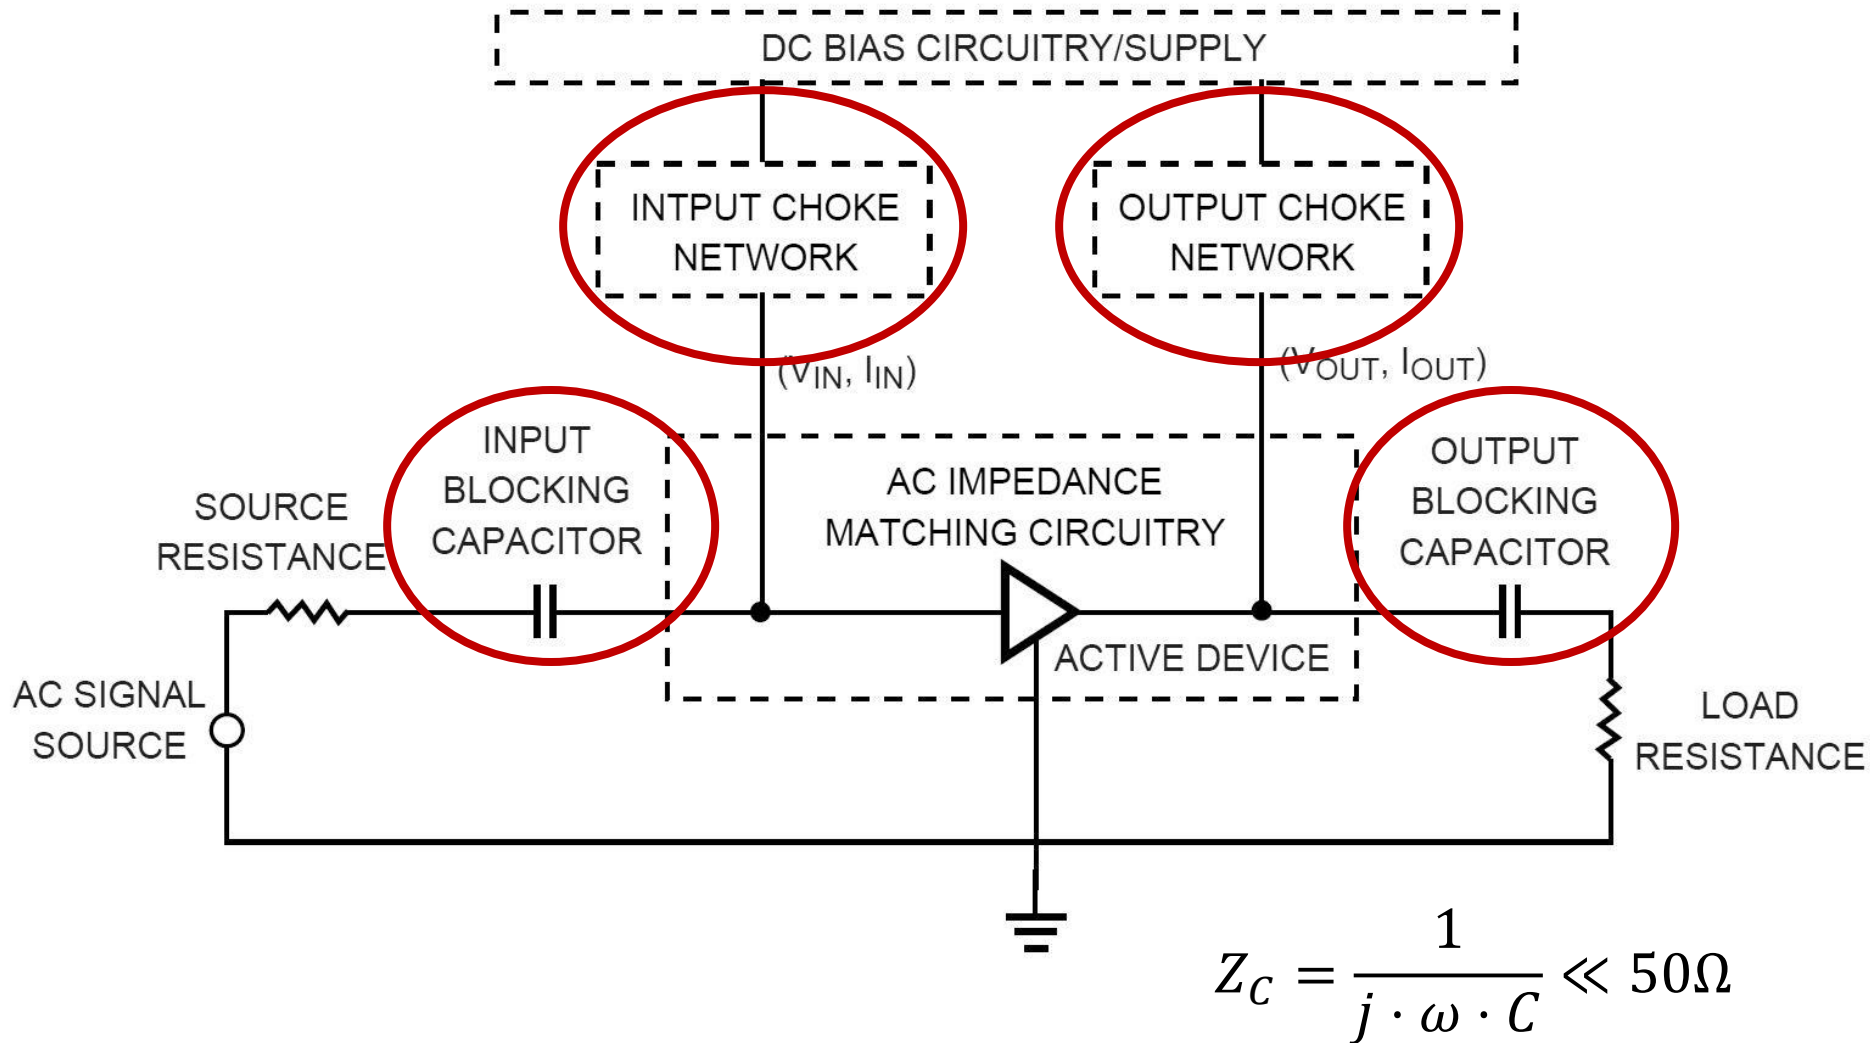 DC BIAS CIRCUITRY/SUPPLY
INTPUT CHOKE
NETWORK
OUTPUT CHOKE
NETWORK
(VIN, IIN)
(VOUT, IOUT)
INPUT
BLOCKING
CAPACITOR
SOURCE
RESISTANCE
AC IMPEDANCE
MATCHING CIRCUITRY
OUTPUT
BLOCKING
CAPACITOR
ACTIVE DEVICE
AC SIGNAL
SOURCE
LOAD
RESISTANCE
Z_C = 1 / (j · ω · C) ≪ 50Ω